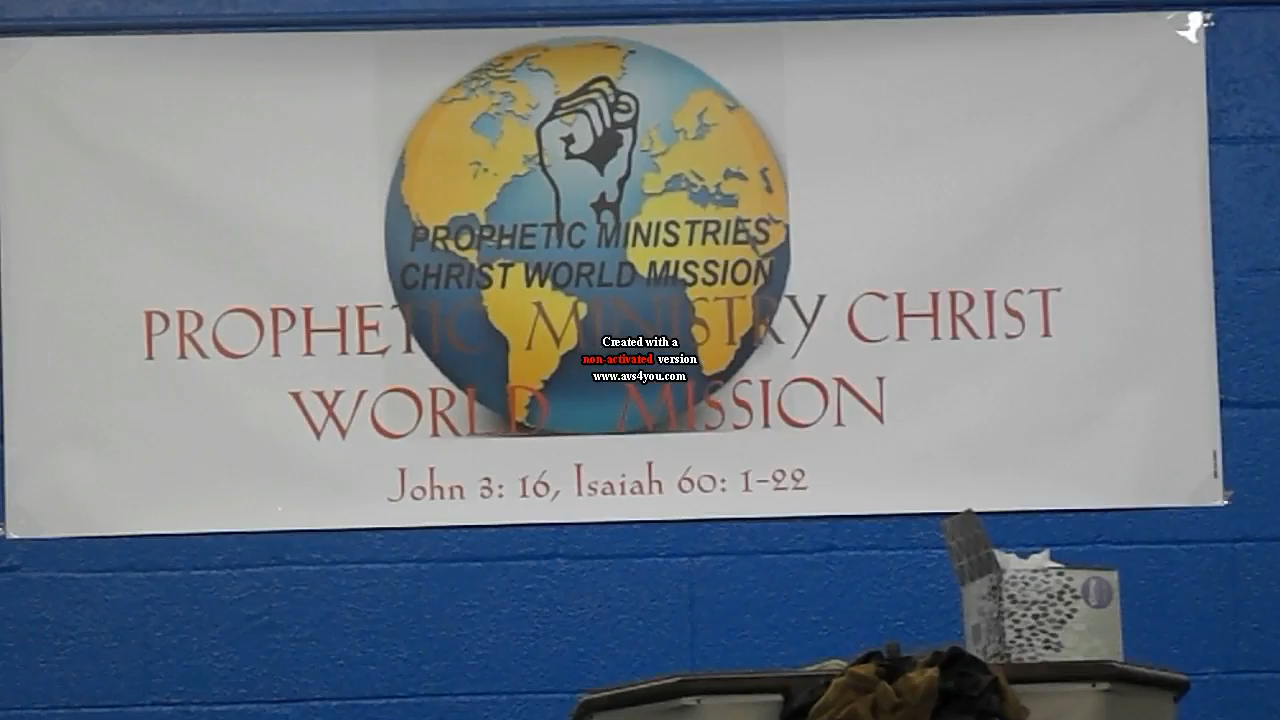 PROPHETIC MINISTRIES
CHRIST WORLD MISSION
PROPHETIC MINISTRY CHRIST
Created with a
non-activated version
www.avs4you.com
WORLD MISSION
John 3: 16, Isaiah 60: 1-22